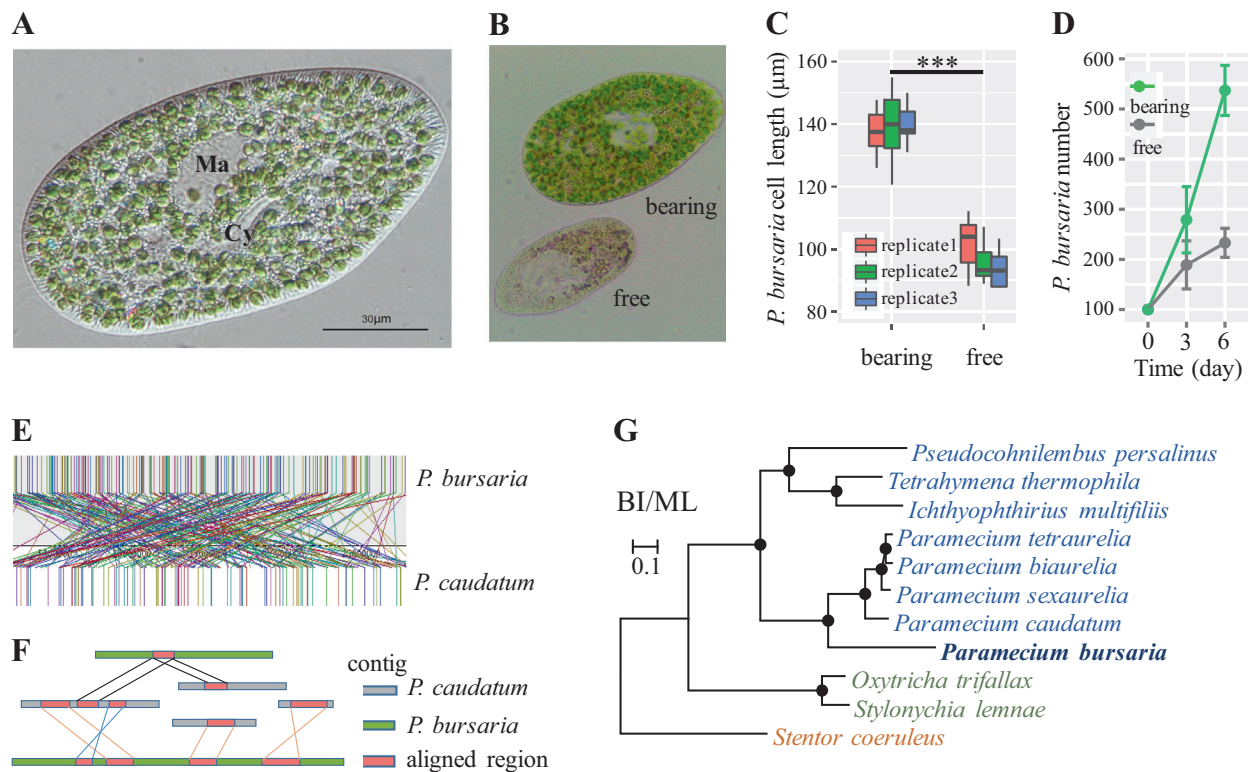 A
Ma
Cy
30μm
B
bearing
free
C
P. bursaria cell length (μm)
160
140
120
100
80
***
replicate1
replicate2
replicate3
bearing
free
D
P. bursaria number
600
500
400
300
200
100
bearing
free
0
3
6
Time (day)
E
P. bursaria
P. caudatum
F
contig
P. caudatum
P. bursaria
aligned region
G
BI/ML
0.1
Pseudocohnilembus persalinus
Tetrahymena thermophila
Ichthyophthirius multifiliis
Paramecium tetraurelia
Paramecium biaurelia
Paramecium sexaurelia
Paramecium caudatum
Paramecium bursaria
Oxytricha trifallax
Stylonychia lemnae
Stentor coeruleus